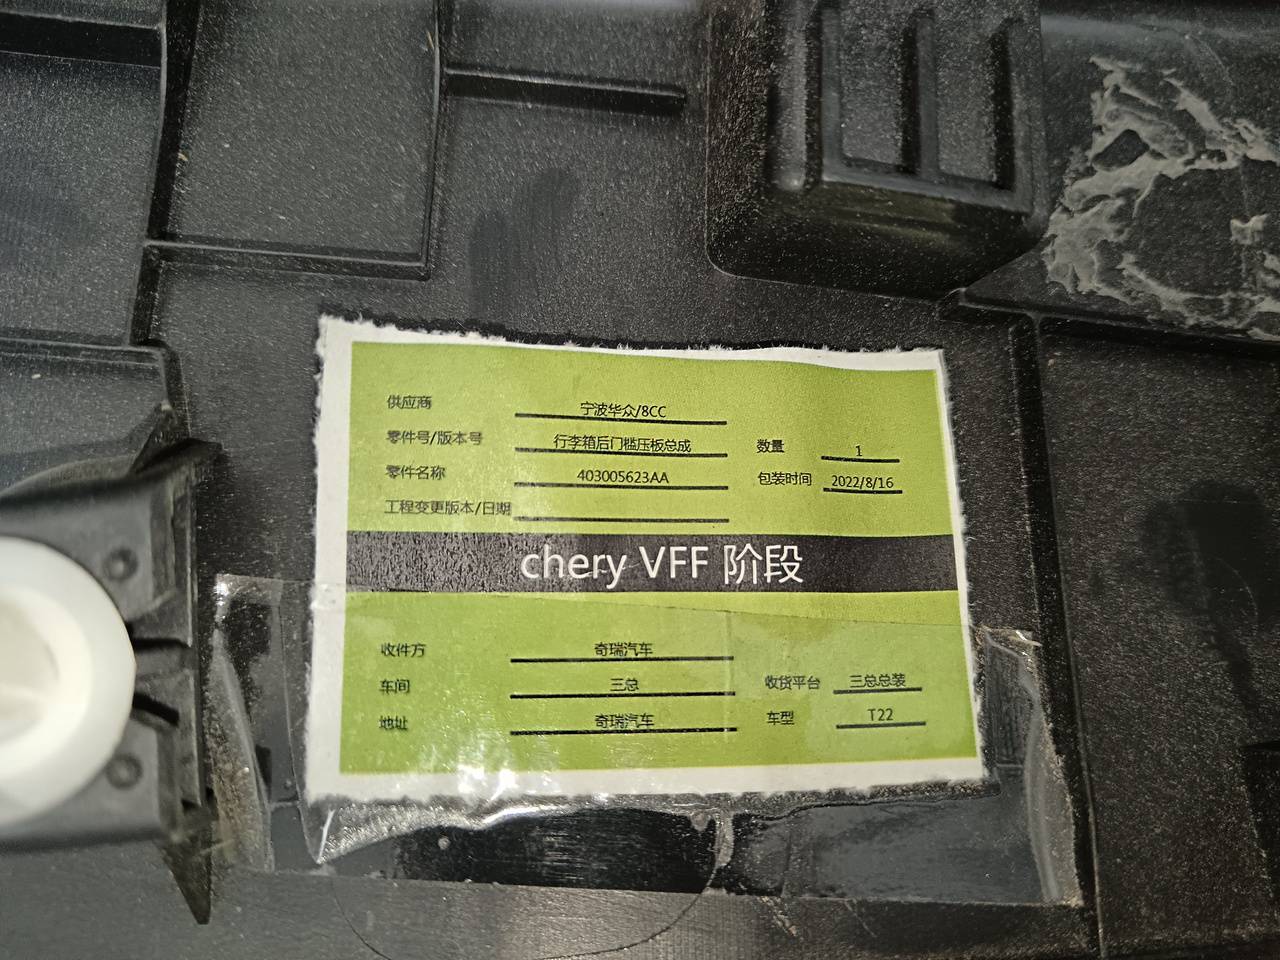 供应商 宁波华众/8CC
零件号/版本号 行李箱后门槛压板总成 数量 1
零件名称 403005623AA 包装时间 2022/8/16
工程变更版本/日期
chery VFF 阶段
收件方 奇瑞汽车
车间 三总 收货平台 三总总装
地址 奇瑞汽车 车型 T22